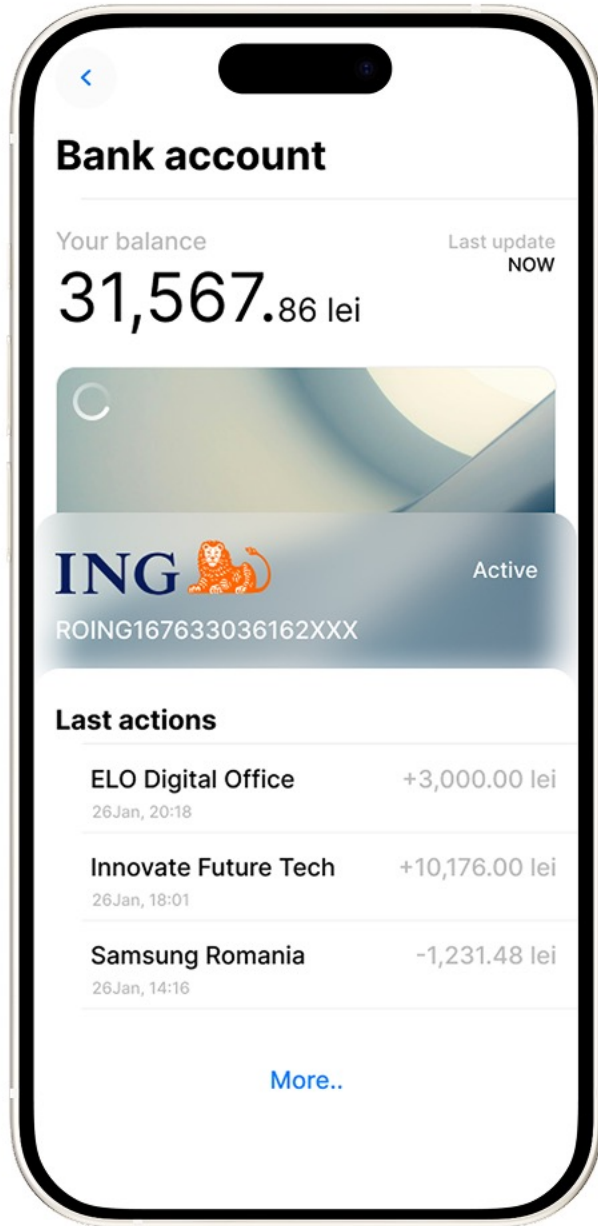 Bank account
Your balance
Last update
NOW
31,567.86 lei
ING
Active
ROING167633036162XXX
Last actions
ELO Digital Office +3,000.00 lei
26Jan, 20:18
Innovate Future Tech +10,176.00 lei
26Jan, 18:01
Samsung Romania -1,231.48 lei
26Jan, 14:16
More..